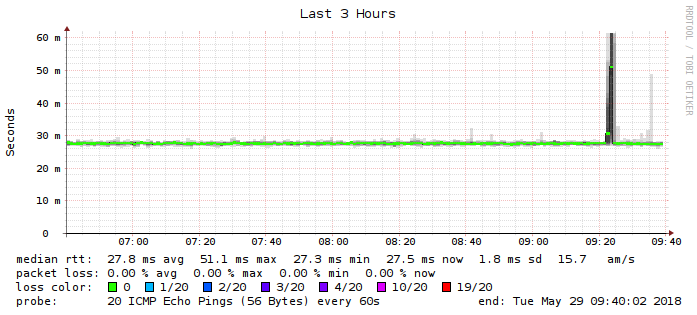 Last 3 Hours
RRDTOOL / TOBI OETIKER
Seconds
60 m
50 m
40 m
30 m
20 m
10 m
0
07:00 07:20 07:40 08:00 08:20 08:40 09:00 09:20 09:40
median rtt: 27.8 ms avg 51.1 ms max 27.3 ms min 27.5 ms now 1.8 ms sd 15.7 am/s
packet loss: 0.00 % avg 0.00 % max 0.00 % min 0.00 % now
loss color: 0 1/20 2/20 3/20 4/20 10/20 19/20
probe: 20 ICMP Echo Pings (56 Bytes) every 60s end: Tue May 29 09:40:02 2018